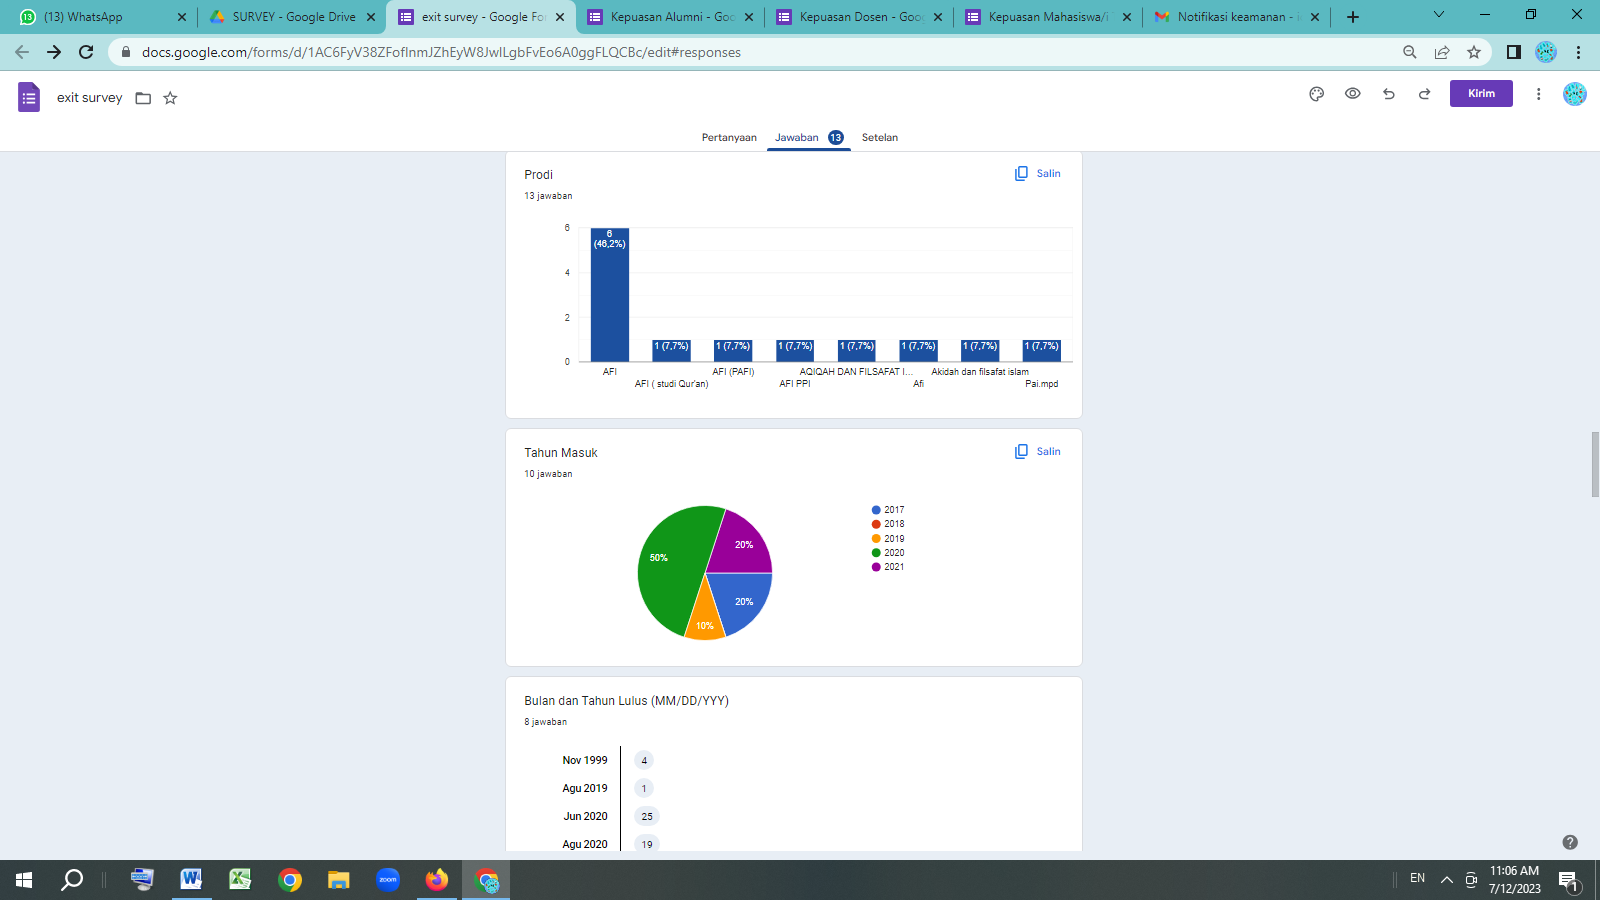 (13) WhatsApp
SURVEY - Google Drive
exit survey - Google Fo
Kepuasan Alumni - Goo
Kepuasan Dosen - Goog
Kepuasan Mahasiswa/i
Notifikasi keamanan - i
docs.google.com/forms/d/1AC6FyV38ZFofInmJZhEyW8JwlLgbFvEo6A0ggFLQCBc/edit#responses
exit survey
Kirim
Pertanyaan
Jawaban 13
Setelan
Prodi
Salin
13 jawaban
6
4
2
0
6
(46,2%)
1 (7,7%)
1 (7,7%)
1 (7,7%)
1 (7,7%)
1 (7,7%)
1 (7,7%)
1 (7,7%)
AFI
AFI ( studi Qur'an)
AFI (PAFI)
AFI PPI
AQIQAH DAN FILSAFAT I...
Afi
Akidah dan filsafat islam
Pai.mpd
Tahun Masuk
Salin
10 jawaban
50%
20%
20%
10%
2017
2018
2019
2020
2021
Bulan dan Tahun Lulus (MM/DD/YYY)
8 jawaban
Nov 1999 4
Agu 2019 1
Jun 2020 25
Agu 2020 19
zoom
EN
11:06 AM
7/12/2023
1